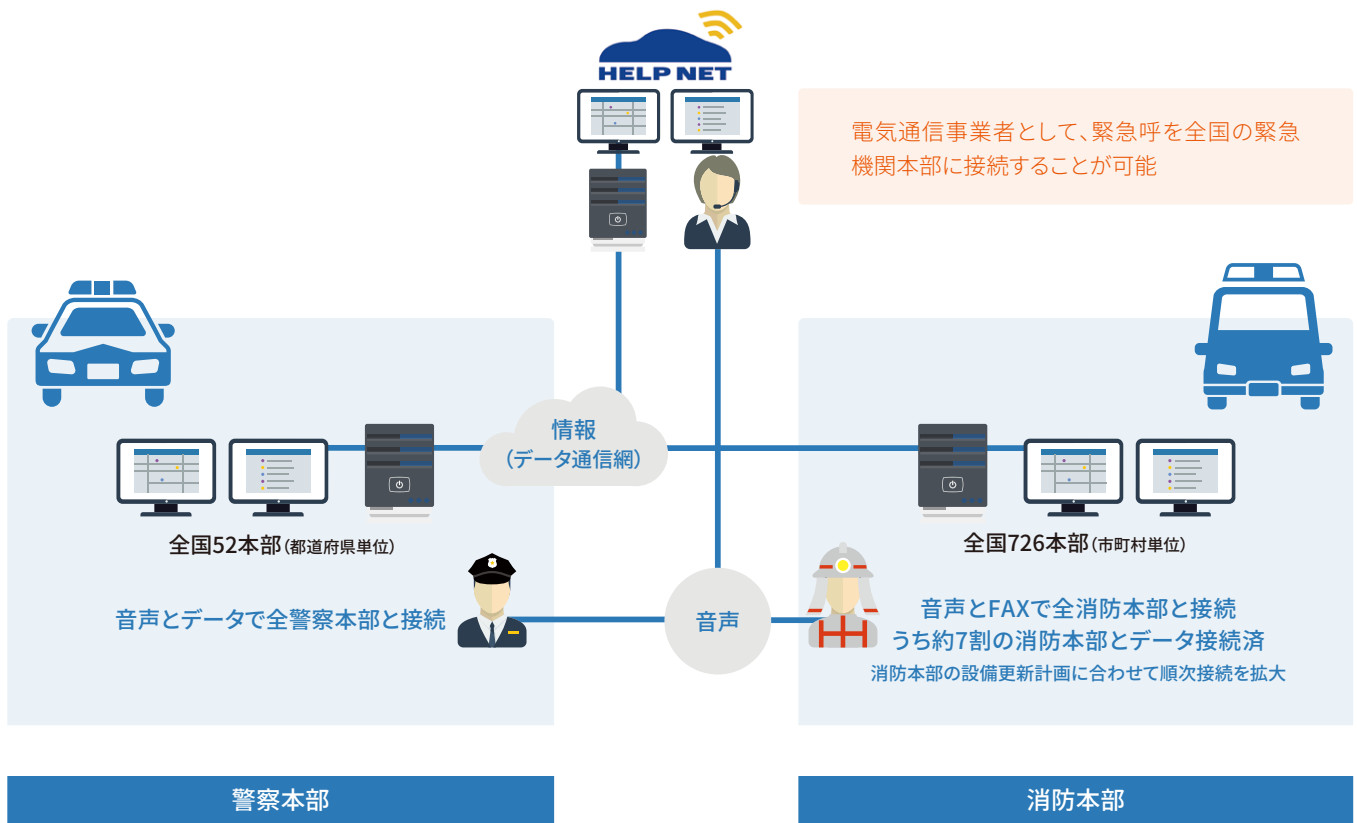 HELP NET
電気通信事業者として、緊急呼を全国の緊急
機関本部に接続することが可能
情報
（データ通信網）
全国52本部（都道府県単位）
音声とデータで全警察本部と接続
音声
全国726本部（市町村単位）
音声とFAXで全消防本部と接続
うち約7割の消防本部とデータ接続済
消防本部の設備更新計画に合わせて順次接続を拡大
警察本部
消防本部